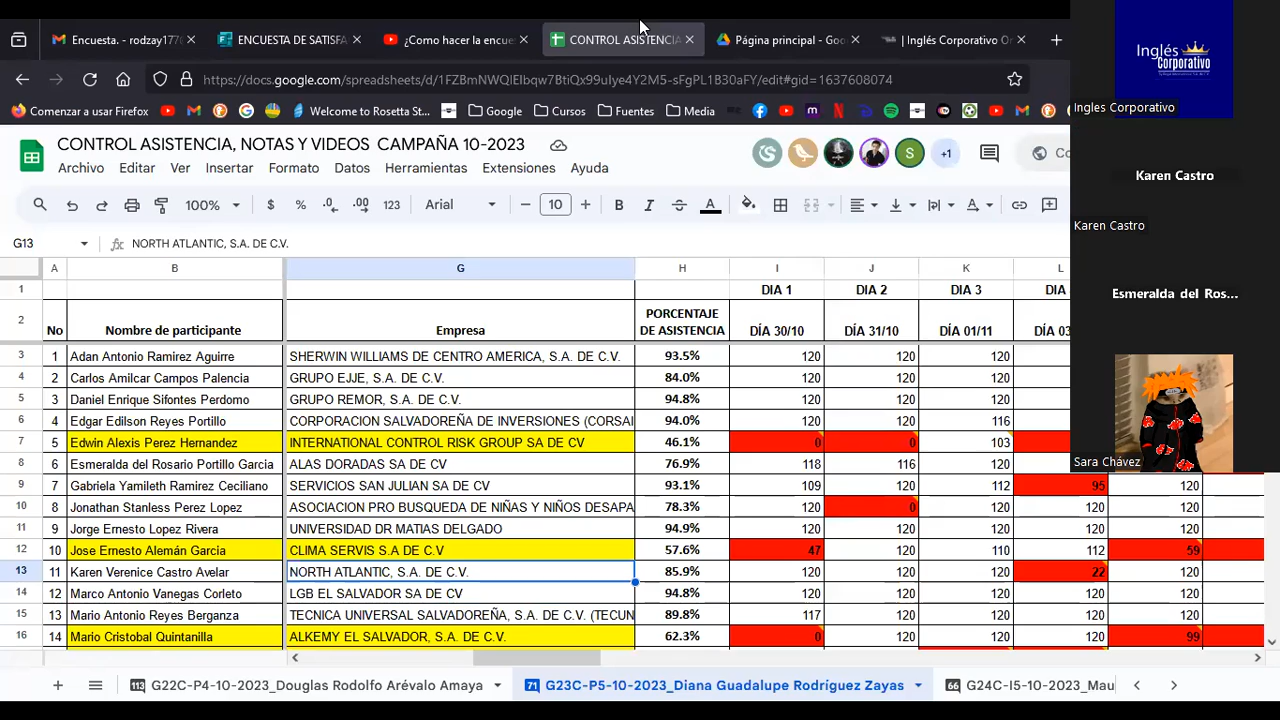 Encuesta. - rodzay177
ENCUESTA DE SATISFA
¿Como hacer la encue
CONTROL ASISTENCIA
Página principal - Goo
| Inglés Corporativo On
https://docs.google.com/spreadsheets/d/
/edit#gid=1637608074
Comenzar a usar Firefox
Welcome to Rosetta St
Google
Cursos
Fuentes
Media
CONTROL ASISTENCIA, NOTAS Y VIDEOS CAMPAÑA 10-2023
+1
Archivo Editar Ver Insertar Formato Datos Herramientas Extensiones Ayuda
100% $ % .0 .00 123 Arial 10 B I S A
G13 fx NORTH ATLANTIC, S.A. DE C.V.
A B G H I J K L
1 DIA 1 DIA 2 DIA 3 DIA
2 No Nombre de participante Empresa PORCENTAJE DE ASISTENCIA DÍA 30/10 DÍA 31/10 DÍA 01/11 DÍA 03
3 1 Adan Antonio Ramirez Aguirre SHERWIN WILLIAMS DE CENTRO AMERICA, S.A. DE C.V. 93.5% 120 120 120
4 2 Carlos Amilcar Campos Palencia GRUPO EJJE, S.A. DE C.V. 84.0% 120 120 120
5 3 Daniel Enrique Sifontes Perdomo GRUPO REMOR, S.A. DE C.V. 94.8% 120 120 120
6 4 Edgar Edilson Reyes Portillo CORPORACION SALVADOREÑA DE INVERSIONES (CORSAI 94.0% 120 120 116
7 5 Edwin Alexis Perez Hernandez INTERNATIONAL CONTROL RISK GROUP SA DE CV 46.1% 0 0 103
8 6 Esmeralda del Rosario Portillo Garcia ALAS DORADAS SA DE CV 76.9% 118 116 120
9 7 Gabriela Yamileth Ramirez Ceciliano SERVICIOS SAN JULIAN SA DE CV 93.1% 109 120 112 95 120
10 8 Jonathan Stanless Perez Lopez ASOCIACION PRO BUSQUEDA DE NIÑAS Y NIÑOS DESAPA 78.3% 120 0 120 120 120
11 9 Jorge Ernesto Lopez Rivera UNIVERSIDAD DR MATIAS DELGADO 94.9% 120 120 120 120 120
12 10 Jose Ernesto Alemán Garcia CLIMA SERVIS S.A DE C.V 57.6% 47 120 110 112 59
13 11 Karen Verenice Castro Avelar NORTH ATLANTIC, S.A. DE C.V. 85.9% 120 120 120 22 120
14 12 Marco Antonio Vanegas Corleto LGB EL SALVADOR SA DE CV 94.8% 120 120 120 120 120
15 13 Mario Antonio Reyes Berganza TECNICA UNIVERSAL SALVADOREÑA, S.A. DE C.V. (TECUN 89.8% 117 120 120 120 120
16 14 Mario Cristobal Quintanilla ALKEMY EL SALVADOR, S.A. DE C.V. 62.3% 0 120 120 120 99
113 G22C-P4-10-2023_Douglas Rodolfo Arévalo Amaya
71 G23C-P5-10-2023_Diana Guadalupe Rodríguez Zayas
66 G24C-I5-10-2023_Mau
Inglés
Corporativo
Ingles Corporativo
Karen Castro
Karen Castro
Esmeralda del Ros...
Sara Chávez